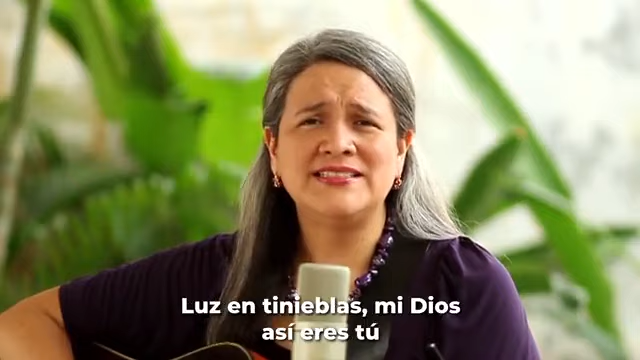 Luz en tinieblas, mi Dios
así eres tú